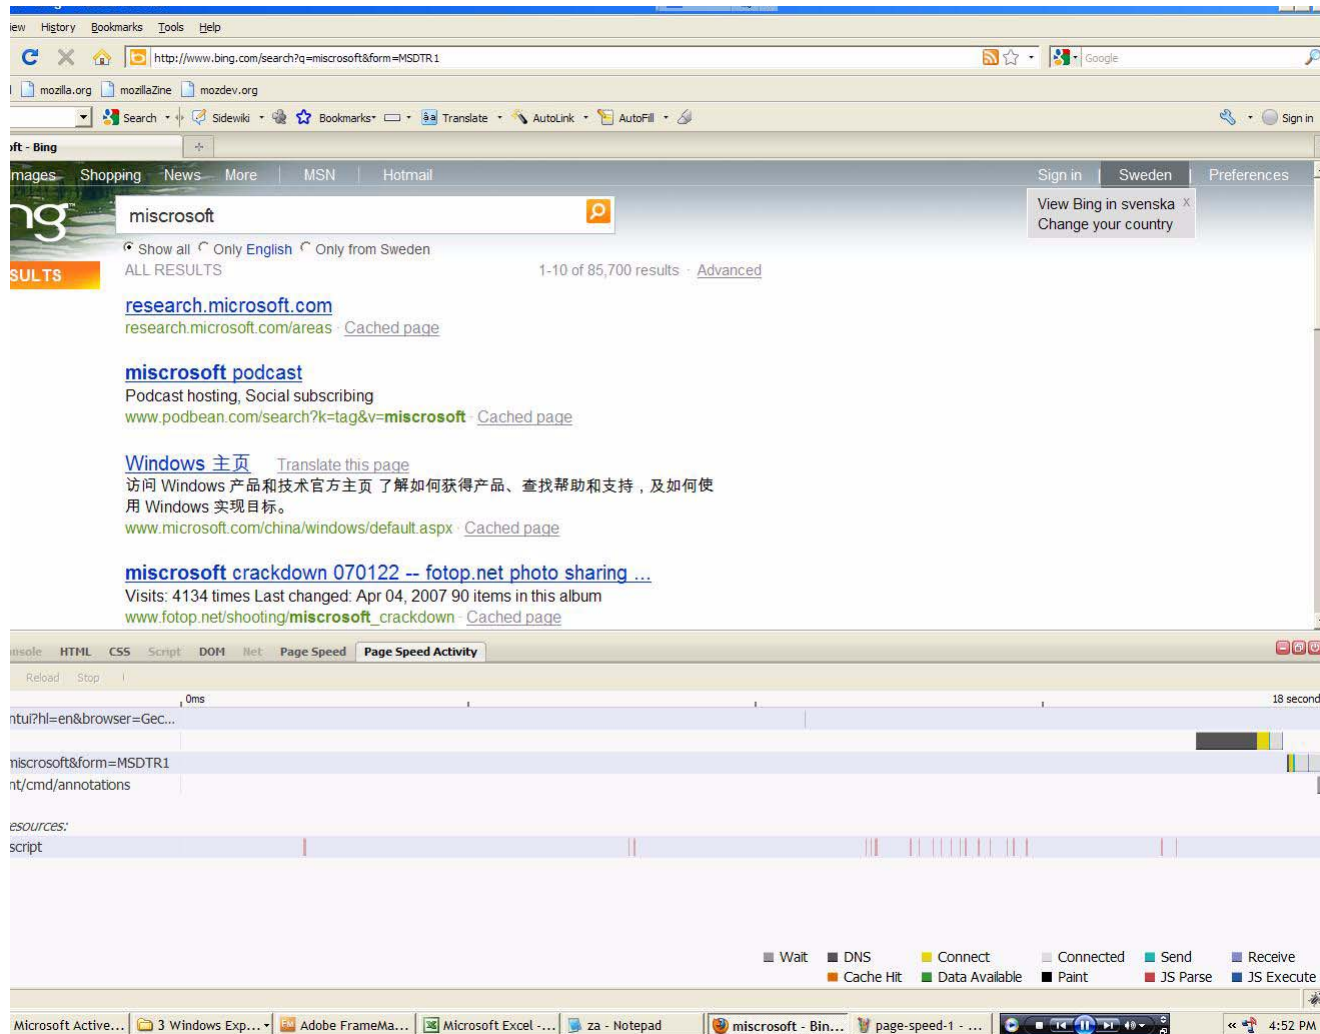 iew History Bookmarks Tools Help
http://www.bing.com/search?q=miscrosoft&form=MSDTR1 Google
mozilla.org mozillaZine mozdev.org
Search Sidewiki Bookmarks Translate AutoLink AutoFill Sign in
oft - Bing
mages Shopping News More MSN Hotmail Sign in Sweden Preferences
ng miscrosoft
View Bing in svenska x
Change your country
Show all Only English Only from Sweden
SULTS ALL RESULTS 1-10 of 85,700 results · Advanced
research.microsoft.com
research.microsoft.com/areas · Cached page
miscrosoft podcast
Podcast hosting, Social subscribing
www.podbean.com/search?k=tag&v=miscrosoft · Cached page
Windows 主页 Translate this page
访问 Windows 产品和技术官方主页 了解如何获得产品、查找帮助和支持，及如何使
用 Windows 实现目标。
www.microsoft.com/china/windows/default.aspx · Cached page
miscrosoft crackdown 070122 -- fotop.net photo sharing ...
Visits: 4134 times Last changed: Apr 04, 2007 90 items in this album
www.fotop.net/shooting/miscrosoft_crackdown · Cached page
nsole HTML CSS Script DOM Net Page Speed Page Speed Activity
Reload Stop
0ms 18 second
ntui?hl=en&browser=Gec...
miscrosoft&form=MSDTR1
nt/cmd/annotations
esources:
script
Wait DNS Connect Connected Send Receive
Cache Hit Data Available Paint JS Parse JS Execute
Microsoft Active... 3 Windows Exp... Adobe FrameMa... Microsoft Excel -... za - Notepad miscrosoft - Bin... page-speed-1 - ... « 4:52 PM